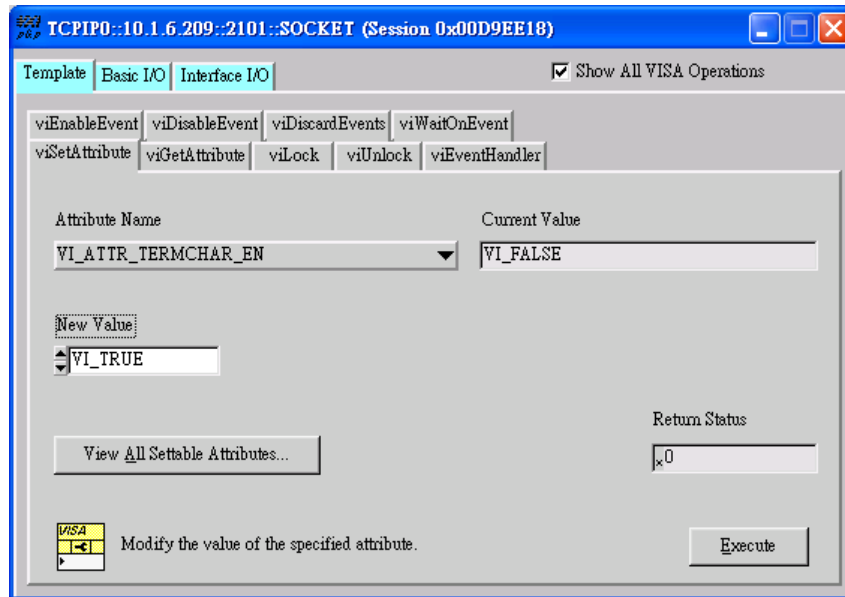 TCPIP0::10.1.6.209::2101::SOCKET (Session 0x00D9EE18)
Template Basic I/O Interface I/O Show All VISA Operations
viEnableEvent viDisableEvent viDiscardEvents viWaitOnEvent
viSetAttribute viGetAttribute viLock viUnlock viEventHandler
Attribute Name Current Value
VI_ATTR_TERMCHAR_EN VI_FALSE
New Value
VI_TRUE
Return Status
View All Settable Attributes... x0
VISA
Modify the value of the specified attribute. Execute